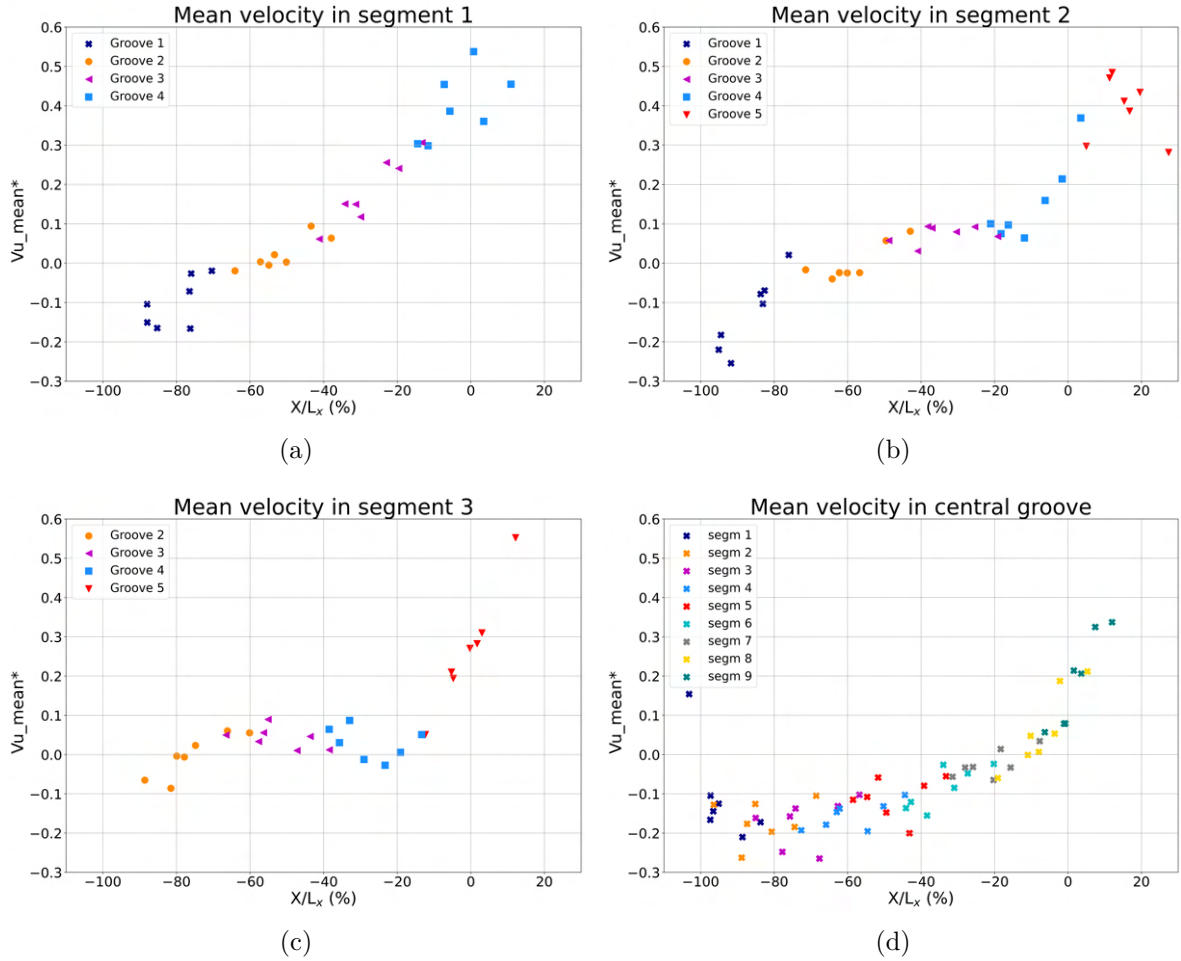 Mean velocity in segment 1
Groove 1
Groove 2
Groove 3
Groove 4
0.6
0.5
0.4
0.3
0.2
0.1
0.0
−0.1
−0.2
−0.3
Vu_mean*
−100 −80 −60 −40 −20 0 20
X/Lx (%)
(a)
Mean velocity in segment 2
Groove 1
Groove 2
Groove 3
Groove 4
Groove 5
0.6
0.5
0.4
0.3
0.2
0.1
0.0
−0.1
−0.2
−0.3
Vu_mean*
−100 −80 −60 −40 −20 0 20
X/Lx (%)
(b)
Mean velocity in segment 3
Groove 2
Groove 3
Groove 4
Groove 5
0.6
0.5
0.4
0.3
0.2
0.1
0.0
−0.1
−0.2
−0.3
Vu_mean*
−100 −80 −60 −40 −20 0 20
X/Lx (%)
(c)
Mean velocity in central groove
segm 1
segm 2
segm 3
segm 4
segm 5
segm 6
segm 7
segm 8
segm 9
0.6
0.5
0.4
0.3
0.2
0.1
0.0
−0.1
−0.2
−0.3
Vu_mean*
−100 −80 −60 −40 −20 0 20
X/Lx (%)
(d)